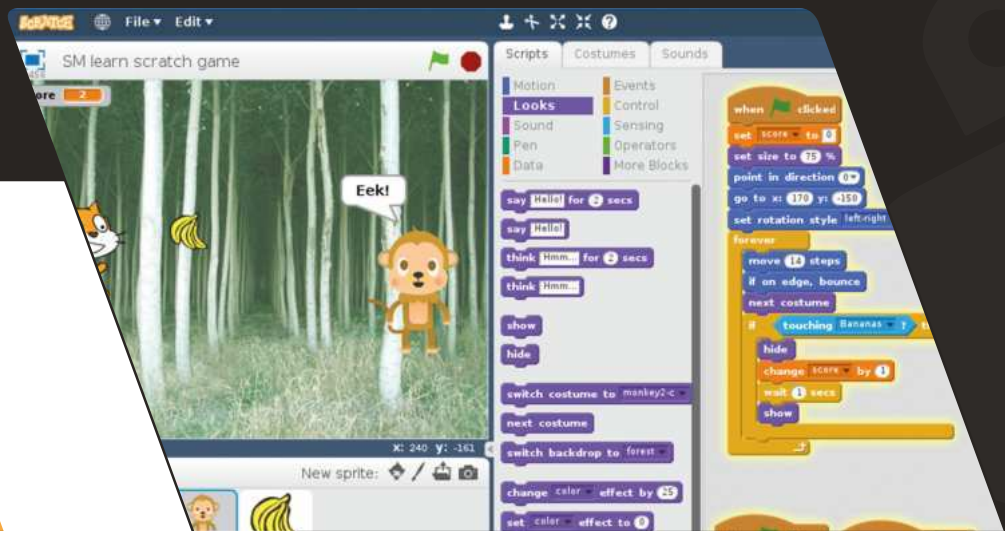 SCRATCH
File Edit
SM learn scratch game
ore 2
Eek!
x: 240 y: -161
New sprite:
Scripts Costumes Sounds
Motion Events
Looks Control
Sound Sensing
Pen Operators
Data More Blocks
say Hello! for 2 secs
say Hello!
think Hmm... for 2 secs
think Hmm...
show
hide
switch costume to monkey2-c
next costume
switch backdrop to forest
change color effect by 25
set color effect to 0
when clicked
set score to 0
set size to 75 %
point in direction 0
go to x: 170 y: -150
set rotation style left-right
forever
move 14 steps
if on edge, bounce
next costume
if touching Bananas ?
hide
change score by 1
wait 1 secs
show